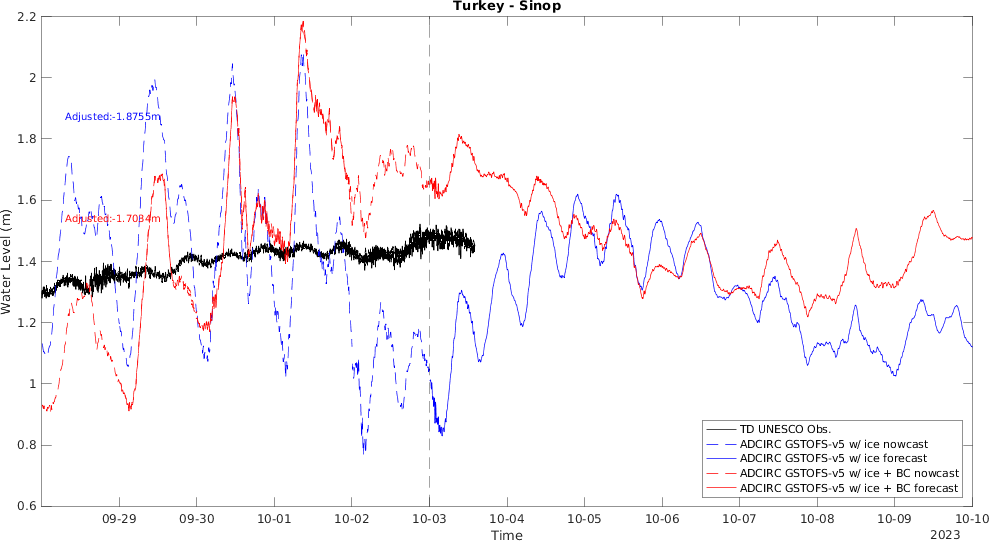 Turkey - Sinop
2.2
2
1.8
1.6
1.4
1.2
1
0.8
0.6
Water Level (m)
Adjusted:-1.8755m
Adjusted:-1.7034m
TD UNESCO Obs.
ADCIRC GSTOFS-v5 w/ ice nowcast
ADCIRC GSTOFS-v5 w/ ice forecast
ADCIRC GSTOFS-v5 w/ ice + BC nowcast
ADCIRC GSTOFS-v5 w/ ice + BC forecast
09-29 09-30 10-01 10-02 10-03 10-04 10-05 10-06 10-07 10-08 10-09 10-10
Time
2023